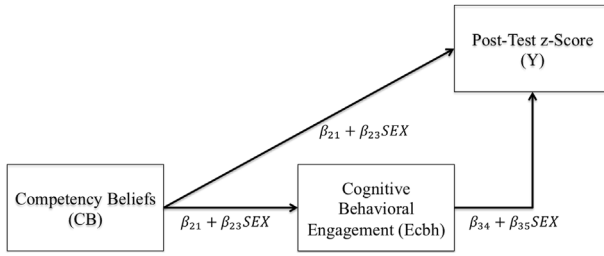 Post-Test z-Score
(Y)
β₂₁ + β₂₃SEX
Competency Beliefs
(CB)
β₂₁ + β₂₃SEX
Cognitive
Behavioral
Engagement (Ecbh)
β₃₄ + β₃₅SEX